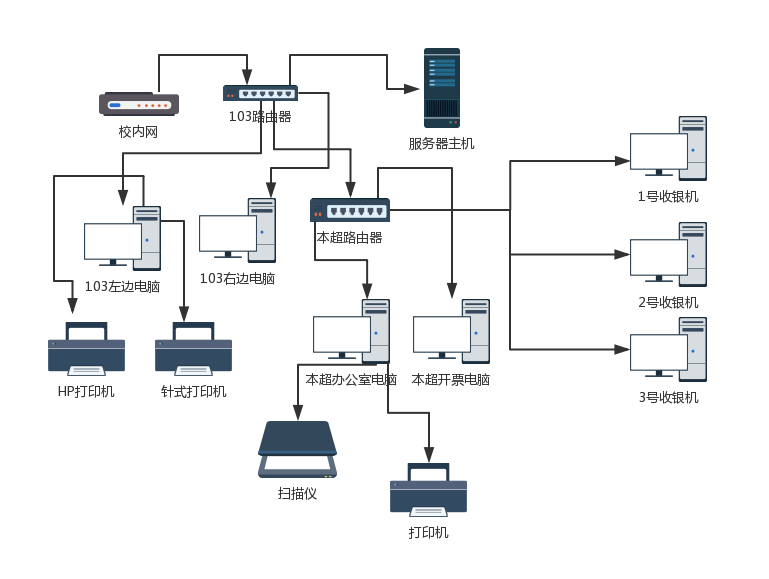 103路由器
校内网
服务器主机
1号收银机
本超路由器
103右边电脑
103左边电脑
2号收银机
本超办公室电脑
本超开票电脑
HP打印机
针式打印机
3号收银机
扫描仪
打印机